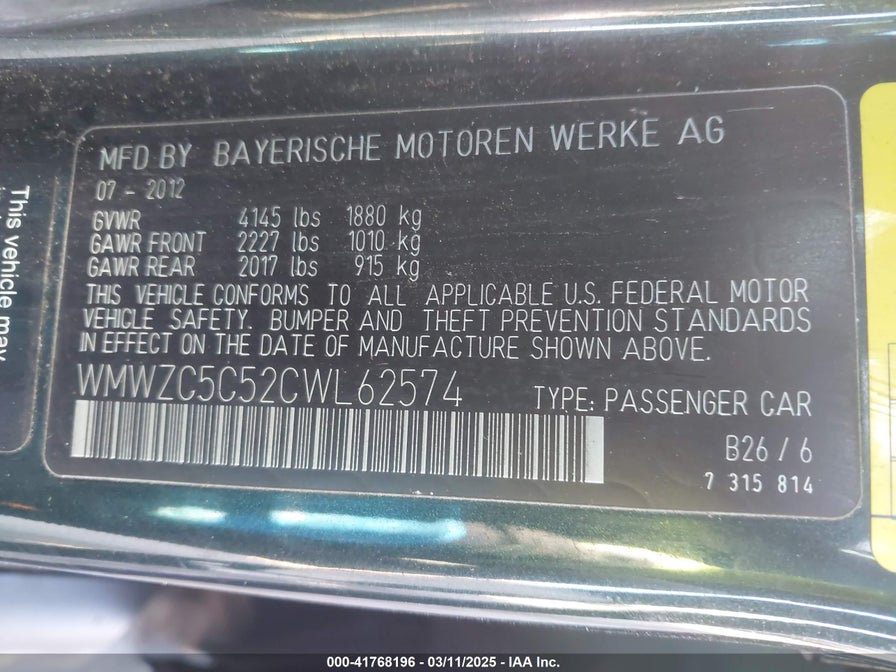 MFD BY BAYERISCHE MOTOREN WERKE AG
07 - 2012
GVWR 4145 lbs 1880 kg
GAWR FRONT 2227 lbs 1010 kg
GAWR REAR 2017 lbs 915 kg
THIS VEHICLE CONFORMS TO ALL APPLICABLE U.S. FEDERAL MOTOR
VEHICLE SAFETY. BUMPER AND THEFT PREVENTION STANDARDS
IN EFFECT ON THE DATE OF MANUFACTURE SHOWN ABOVE.
WMWZC5C52CWL62574 TYPE: PASSENGER CAR
B26 / 6
7 315 814
This vehicle may
000-41768196 - 03/11/2025 - IAA Inc.